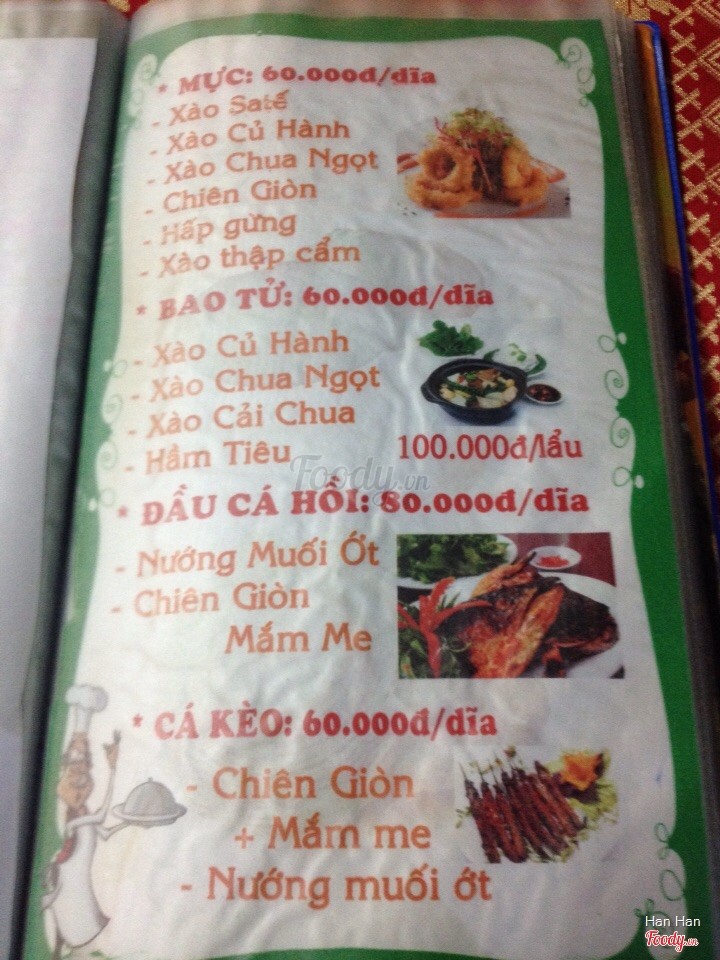 * MỰC: 60.000đ/dĩa
- Xào Satế
- Xào Củ Hành
- Xào Chua Ngọt
- Chiên Giòn
- Hấp gừng
- Xào thập cẩm
* BAO TỬ: 60.000đ/dĩa
- Xào Củ Hành
- Xào Chua Ngọt
- Xào Cải Chua
- Hầm Tiêu 100.000đ/lẩu
Foody.vn
* ĐẦU CÁ HỒI: 80.000đ/dĩa
- Nướng Muối Ớt
- Chiên Giòn
Mắm Me
* CÁ KÈO: 60.000đ/dĩa
- Chiên Giòn
+ Mắm me
- Nướng muối ớt
Han Han
Foody.vn